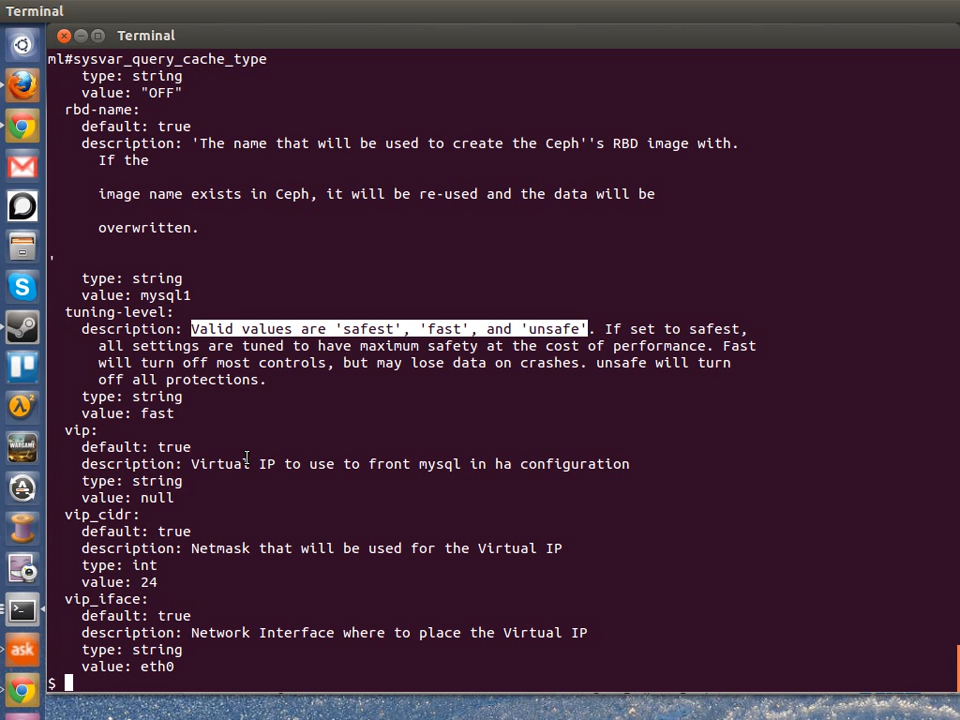 Terminal
Terminal
ml#sysvar_query_cache_type
type: string
value: "OFF"
rbd-name:
default: true
description: 'The name that will be used to create the Ceph''s RBD image with.
If the
image name exists in Ceph, it will be re-used and the data will be
overwritten.
'
type: string
value: mysql1
tuning-level:
description: Valid values are 'safest', 'fast', and 'unsafe'. If set to safest,
all settings are tuned to have maximum safety at the cost of performance. Fast
will turn off most controls, but may lose data on crashes. unsafe will turn
off all protections.
type: string
value: fast
vip:
default: true
description: Virtual IP to use to front mysql in ha configuration
type: string
value: null
vip_cidr:
default: true
description: Netmask that will be used for the Virtual IP
type: int
value: 24
vip_iface:
default: true
description: Network Interface where to place the Virtual IP
type: string
value: eth0
$
ask